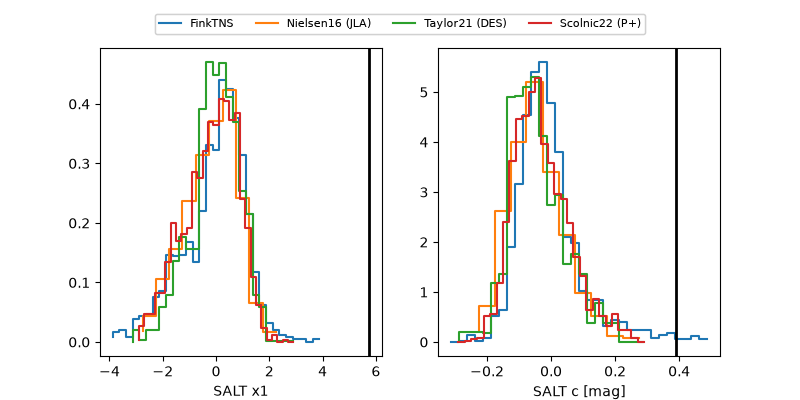 FinkTNS Nielsen16 (JLA) Taylor21 (DES) Scolnic22 (P+)
0.4
0.3
0.2
0.1
0.0
−4 −2 0 2 4 6
SALT x1
5
4
3
2
1
0
−0.2 0.0 0.2 0.4
SALT c [mag]